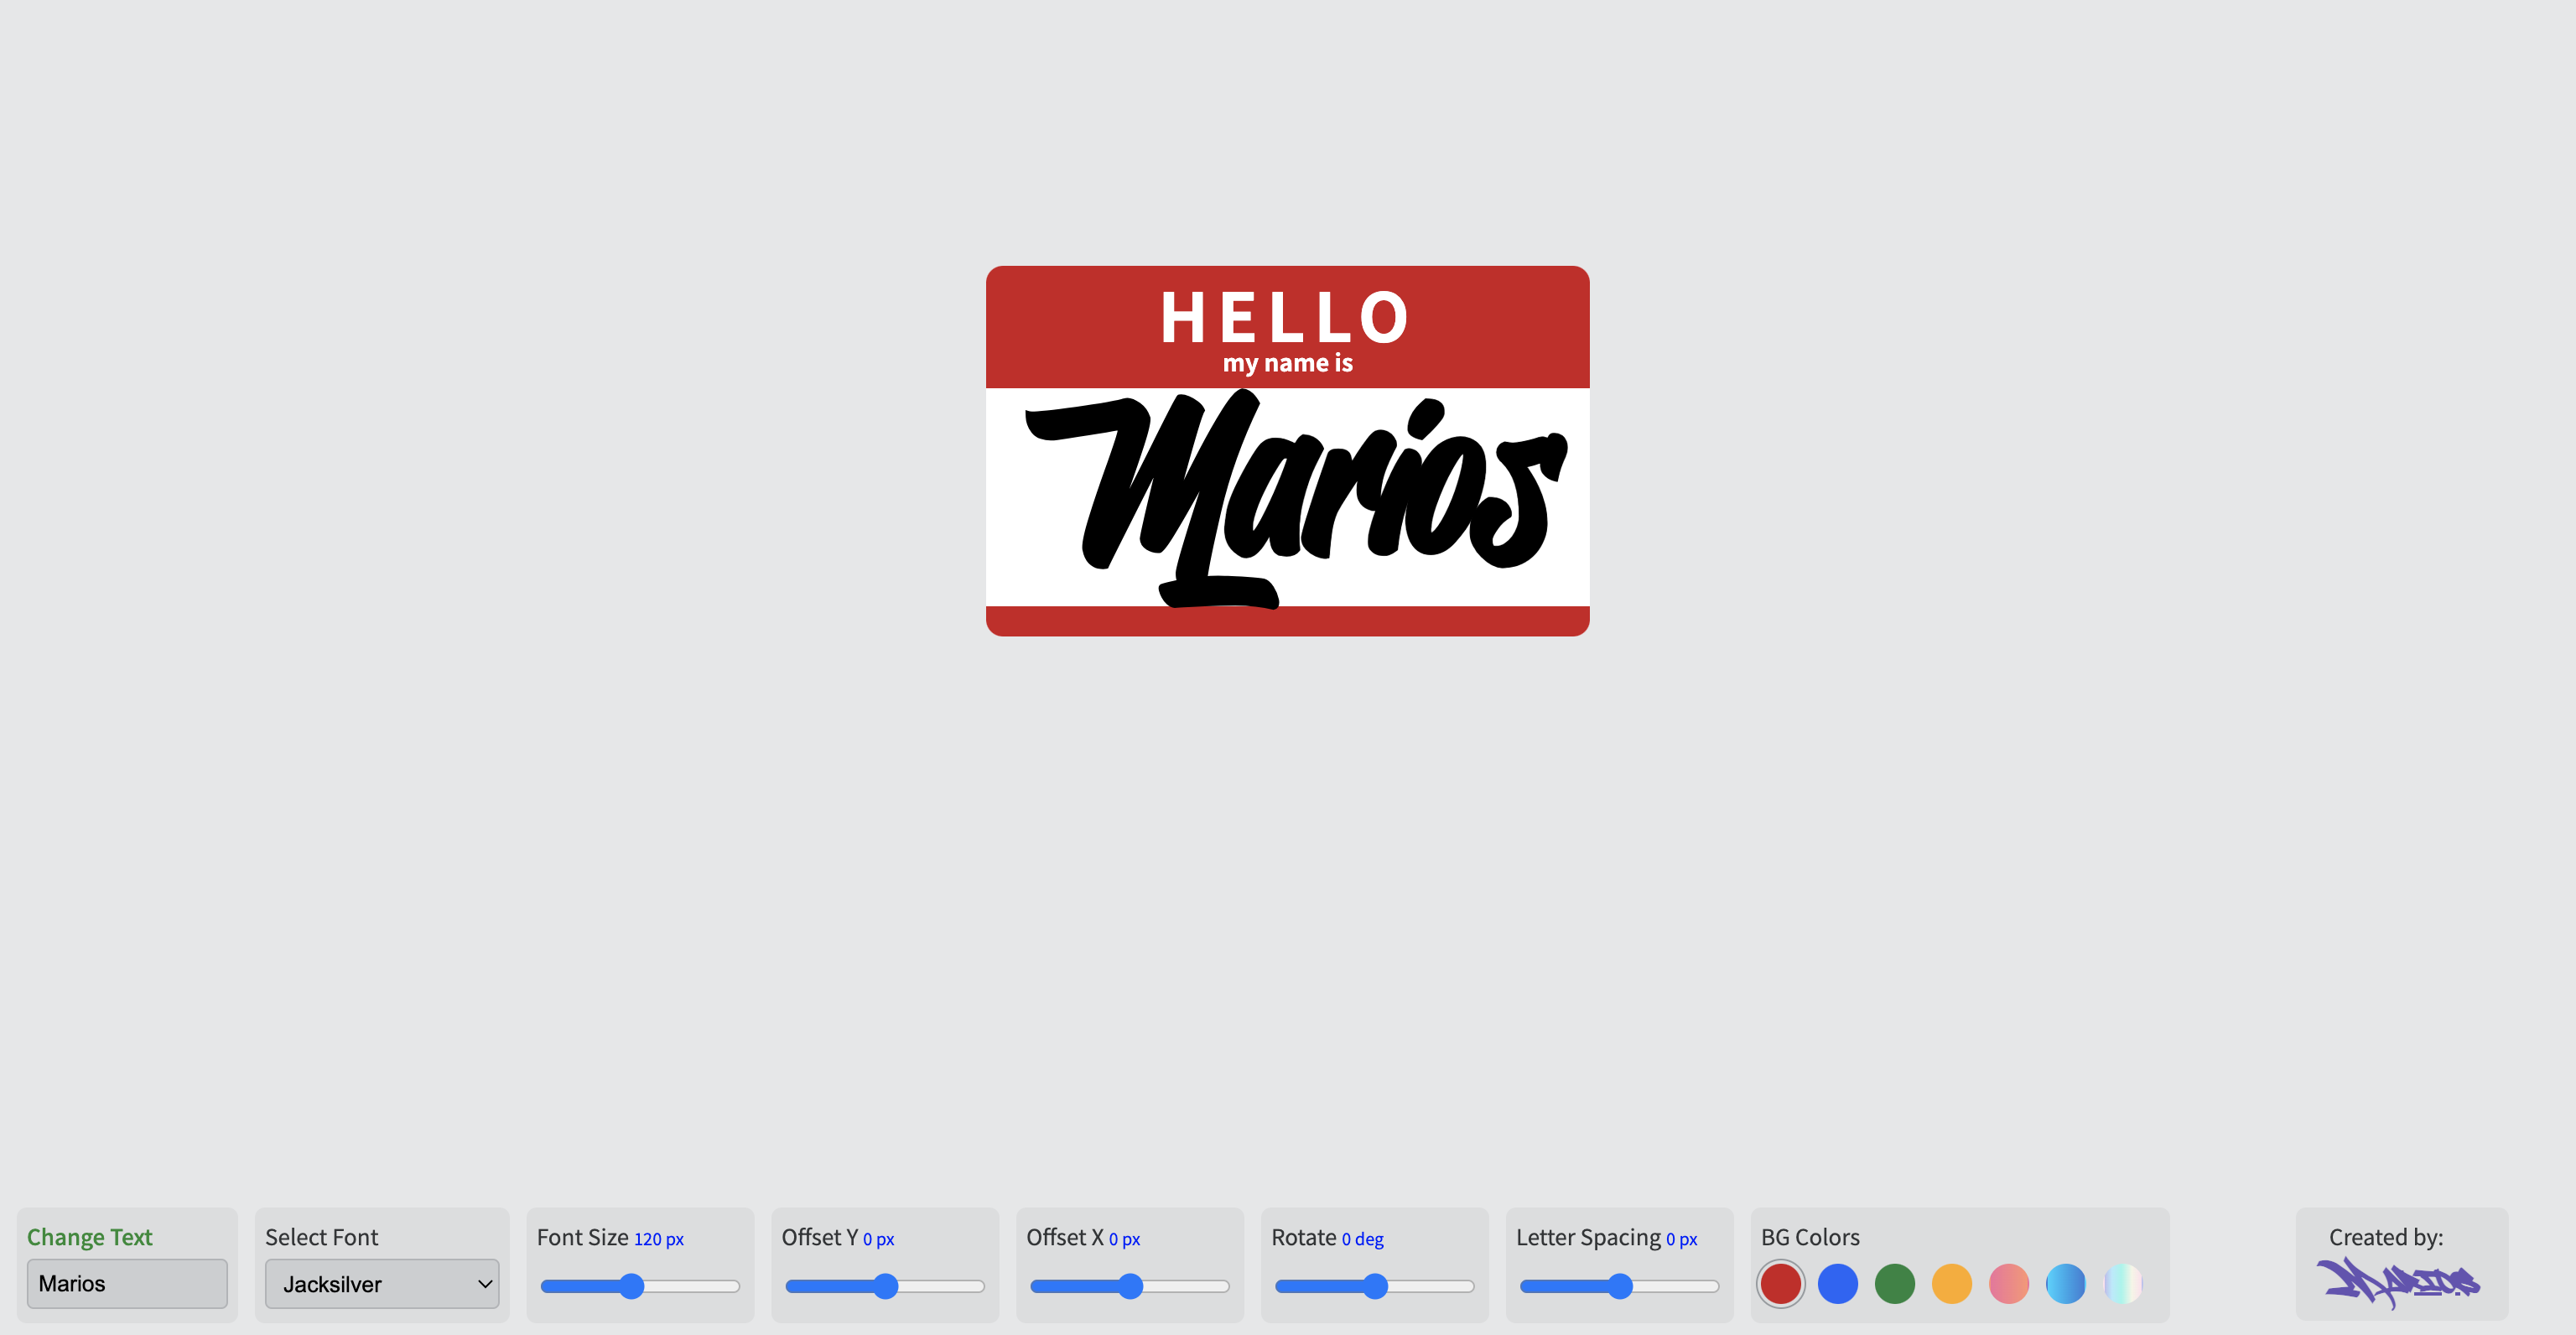 HELLO
my name is
Marios
Change Text
Marios
Select Font
Jacksilver
Font Size 120 px
Offset Y 0 px
Offset X 0 px
Rotate 0 deg
Letter Spacing 0 px
BG Colors
Created by:
MARIOS